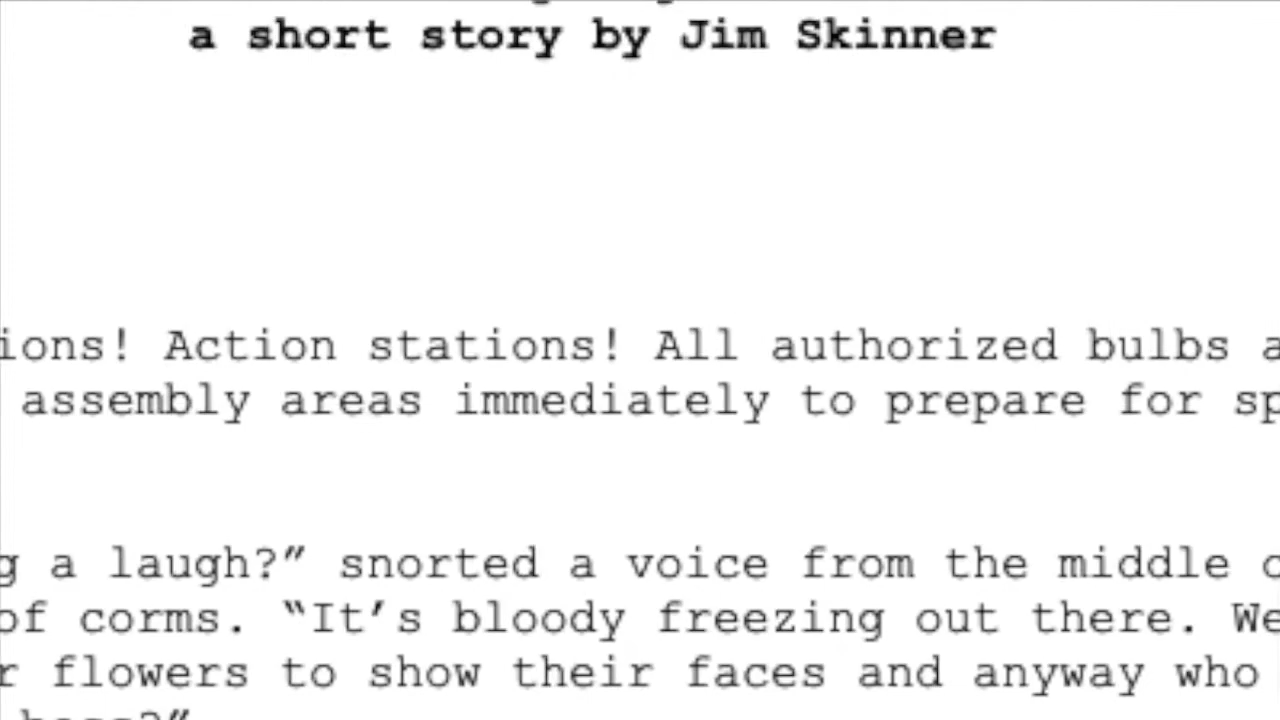 a short story by Jim Skinner
ions! Action stations! All authorized bulbs a
assembly areas immediately to prepare for sp
g a laugh?” snorted a voice from the middle
of corms. “It’s bloody freezing out there. We
r flowers to show their faces and anyway who